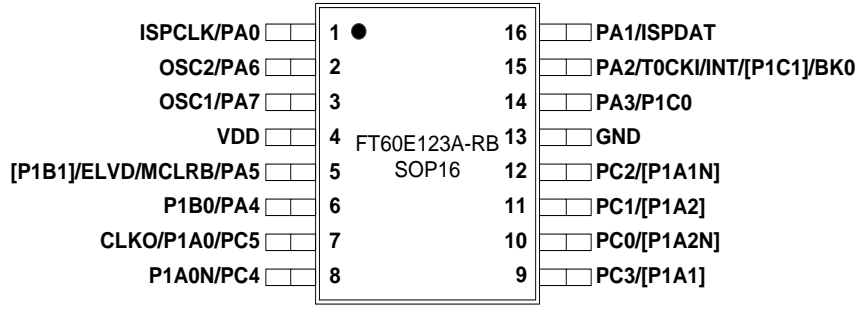 ISPCLK/PA0 1 16 PA1/ISPDAT
OSC2/PA6 2 15 PA2/T0CKI/INT/[P1C1]/BK0
OSC1/PA7 3 14 PA3/P1C0
VDD 4 FT60E123A-RB 13 GND
[P1B1]/ELVD/MCLRB/PA5 5 SOP16 12 PC2/[P1A1N]
P1B0/PA4 6 11 PC1/[P1A2]
CLKO/P1A0/PC5 7 10 PC0/[P1A2N]
P1A0N/PC4 8 9 PC3/[P1A1]